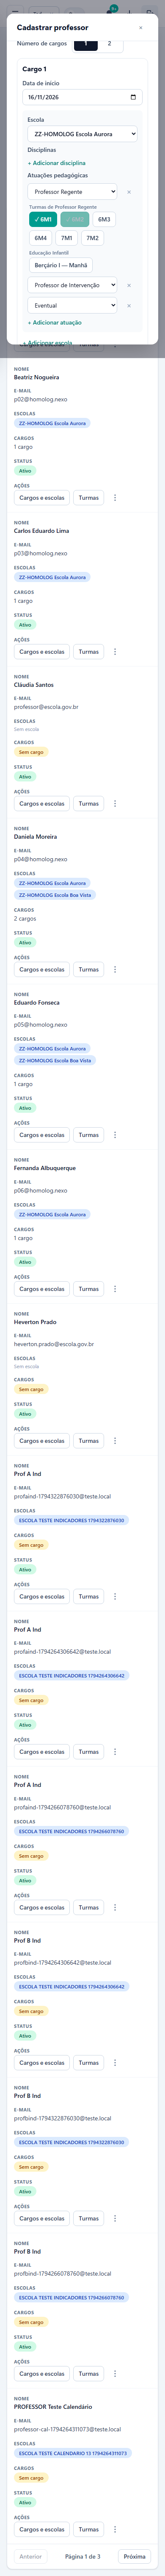 Cadastrar professor
×
Número de cargos
1
2
Cargo 1
Data de início
16/11/2026
Escola
ZZ-HOMOLOG Escola Aurora
Disciplinas
+ Adicionar disciplina
Atuações pedagógicas
Professor Regente
×
Turmas de Professor Regente
✓ 6M1
6M3
6M4
7M1
7M2
Educação Infantil
Berçário I — Manhã
Professor de Intervenção
×
Eventual
×
+ Adicionar atuação
+ Adicionar escola
NOME
Beatriz Nogueira
E-MAIL
p02@homolog.nexo
ESCOLAS
ZZ-HOMOLOG Escola Aurora
CARGOS
1 cargo
STATUS
Ativo
AÇÕES
Cargos e escolas
Turmas
NOME
Carlos Eduardo Lima
E-MAIL
p03@homolog.nexo
ESCOLAS
ZZ-HOMOLOG Escola Aurora
CARGOS
1 cargo
STATUS
Ativo
AÇÕES
Cargos e escolas
Turmas
NOME
Cláudia Santos
E-MAIL
professor@escola.gov.br
ESCOLAS
Sem escola
CARGOS
Sem cargo
STATUS
Ativo
AÇÕES
Cargos e escolas
Turmas
NOME
Daniela Moreira
E-MAIL
p04@homolog.nexo
ESCOLAS
ZZ-HOMOLOG Escola Aurora
ZZ-HOMOLOG Escola Boa Vista
CARGOS
2 cargos
STATUS
Ativo
AÇÕES
Cargos e escolas
Turmas
NOME
Eduardo Fonseca
E-MAIL
p05@homolog.nexo
ESCOLAS
ZZ-HOMOLOG Escola Aurora
ZZ-HOMOLOG Escola Boa Vista
CARGOS
1 cargo
STATUS
Ativo
AÇÕES
Cargos e escolas
Turmas
NOME
Fernanda Albuquerque
E-MAIL
p06@homolog.nexo
ESCOLAS
ZZ-HOMOLOG Escola Aurora
CARGOS
1 cargo
STATUS
Ativo
AÇÕES
Cargos e escolas
Turmas
NOME
Heverton Prado
E-MAIL
heverton.prado@escola.gov.br
ESCOLAS
Sem escola
CARGOS
Sem cargo
STATUS
Ativo
AÇÕES
Cargos e escolas
Turmas
NOME
Prof A Ind
E-MAIL
profaind-1794322876030@teste.local
ESCOLAS
ESCOLA TESTE INDICADORES 1794322876030
CARGOS
Sem cargo
STATUS
Ativo
AÇÕES
Cargos e escolas
Turmas
NOME
Prof A Ind
E-MAIL
profaind-1794264306642@teste.local
ESCOLAS
ESCOLA TESTE INDICADORES 1794264306642
CARGOS
Sem cargo
STATUS
Ativo
AÇÕES
Cargos e escolas
Turmas
NOME
Prof A Ind
E-MAIL
profaind-1794266078760@teste.local
ESCOLAS
ESCOLA TESTE INDICADORES 1794266078760
CARGOS
Sem cargo
STATUS
Ativo
AÇÕES
Cargos e escolas
Turmas
NOME
Prof B Ind
E-MAIL
profbind-1794264306642@teste.local
ESCOLAS
ESCOLA TESTE INDICADORES 1794264306642
CARGOS
Sem cargo
STATUS
Ativo
AÇÕES
Cargos e escolas
Turmas
NOME
Prof B Ind
E-MAIL
profbind-1794322876030@teste.local
ESCOLAS
ESCOLA TESTE INDICADORES 1794322876030
CARGOS
Sem cargo
STATUS
Ativo
AÇÕES
Cargos e escolas
Turmas
NOME
Prof B Ind
E-MAIL
profbind-1794266078760@teste.local
ESCOLAS
ESCOLA TESTE INDICADORES 1794266078760
CARGOS
Sem cargo
STATUS
Ativo
AÇÕES
Cargos e escolas
Turmas
NOME
PROFESSOR Teste Calendário
E-MAIL
professor-cal-1794264311073@teste.local
ESCOLAS
ESCOLA TESTE CALENDARIO 13 1794264311073
CARGOS
Sem cargo
STATUS
Ativo
AÇÕES
Cargos e escolas
Turmas
Anterior
Página 1 de 3
Próxima